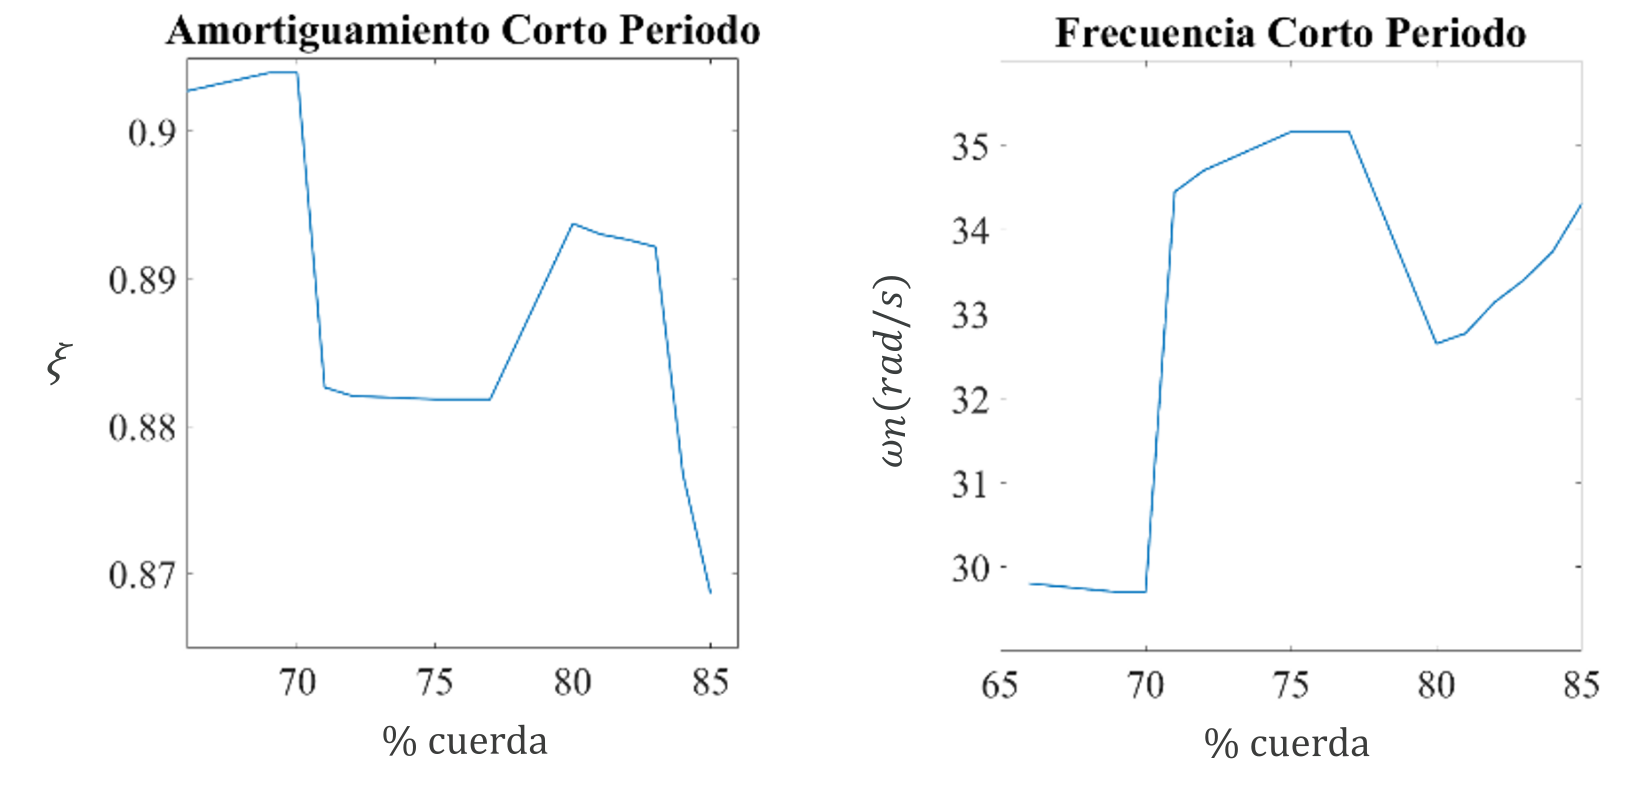 Amortiguamiento Corto Periodo
0.9
0.89
0.88
0.87
ξ
70 75 80 85
% cuerda
Frecuencia Corto Periodo
35
34
33
32
31
30
ωn(rad/s)
65 70 75 80 85
% cuerda